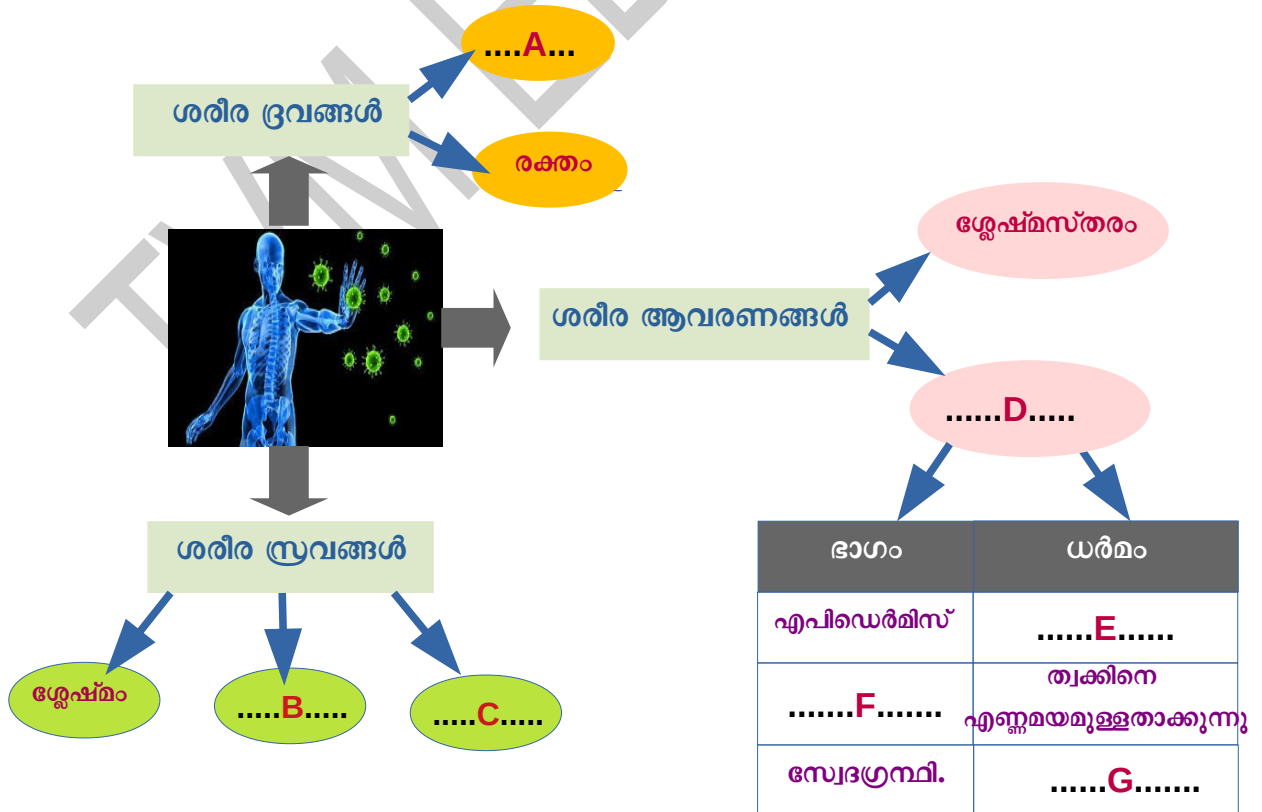 ....A...
ശരീര ദ്രവങ്ങൾ
രക്തം
ശ്ലേഷ്മസ്തരം
ശരീര ആവരണങ്ങൾ
......D.....
ശരീര സ്രവങ്ങൾ
ശ്ലേഷ്മം
.....B.....
.....C.....
ഭാഗം ധർമം
എപിഡെർമിസ് ......E......
.......F....... ത്വക്കിനെ
എണ്ണമയമുള്ളതാക്കുന്നു
സ്വേദഗ്രന്ഥി. ......G.......